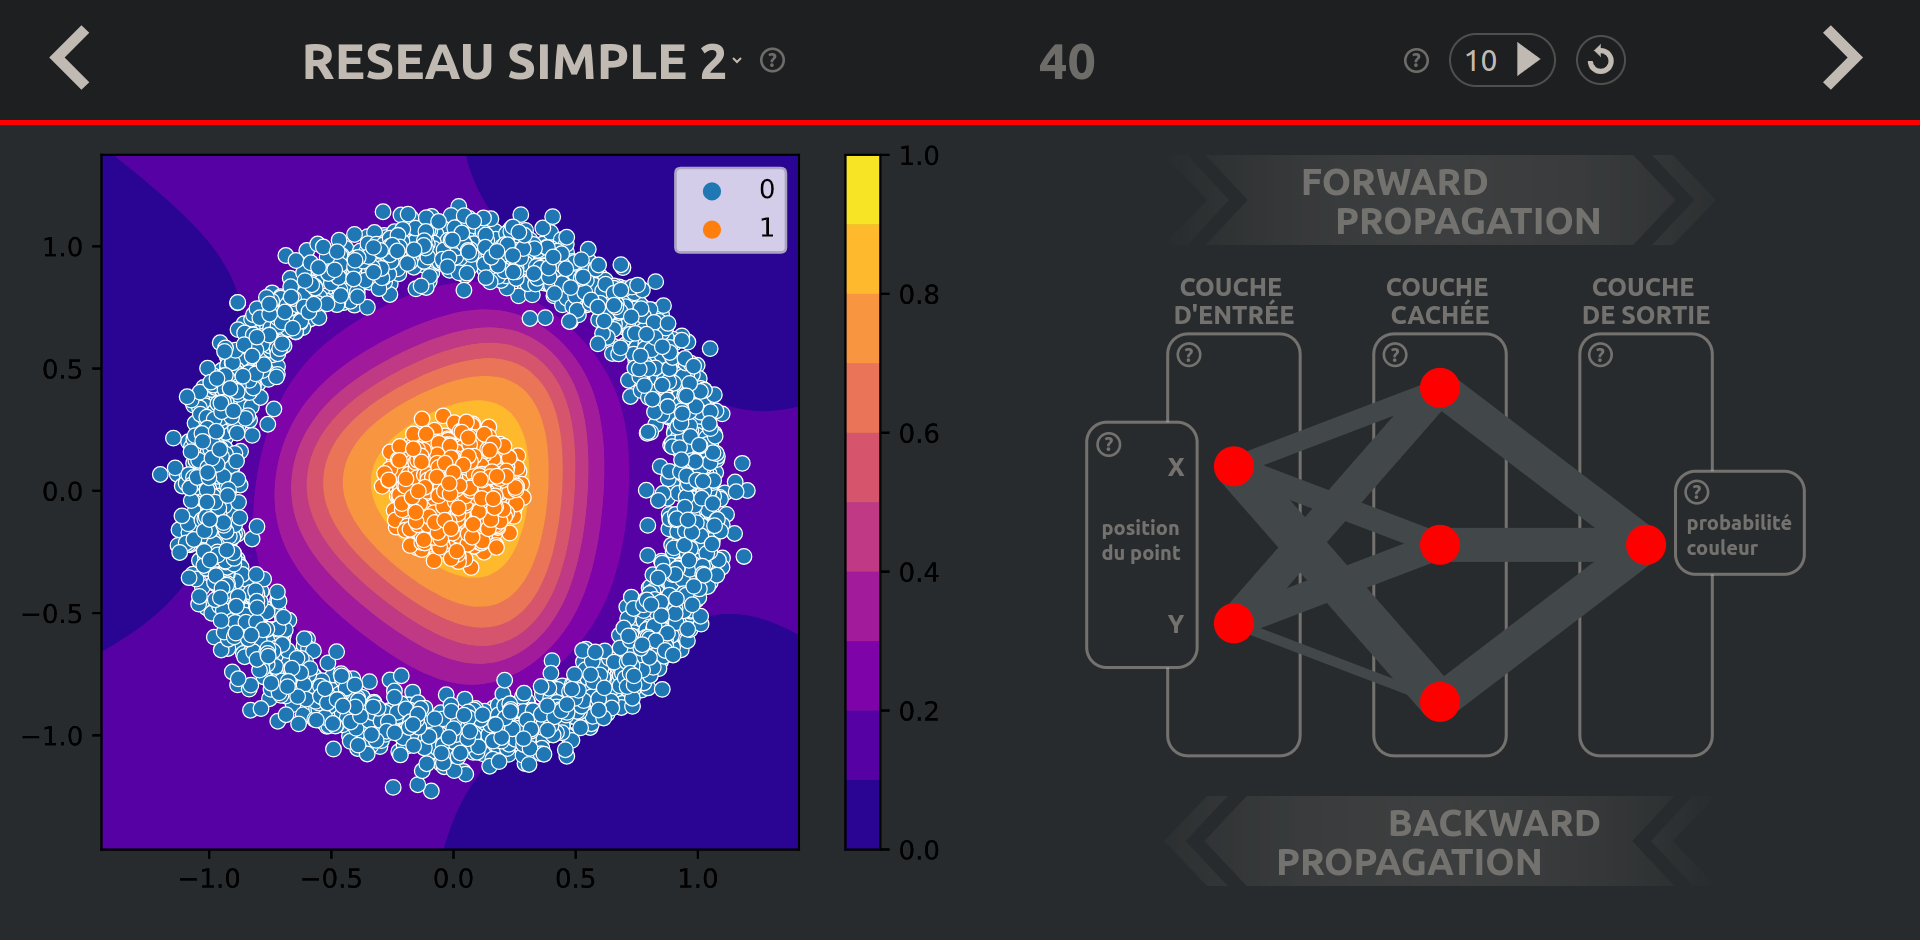 RESEAU SIMPLE 2
?
40
?
10
0
1
1.0
0.5
0.0
−0.5
−1.0
−1.0
−0.5
0.0
0.5
1.0
1.0
0.8
0.6
0.4
0.2
0.0
FORWARD
PROPAGATION
COUCHE
D'ENTRÉE
COUCHE
CACHÉE
COUCHE
DE SORTIE
?
?
?
?
X
position
du point
Y
?
probabilité
couleur
BACKWARD
PROPAGATION